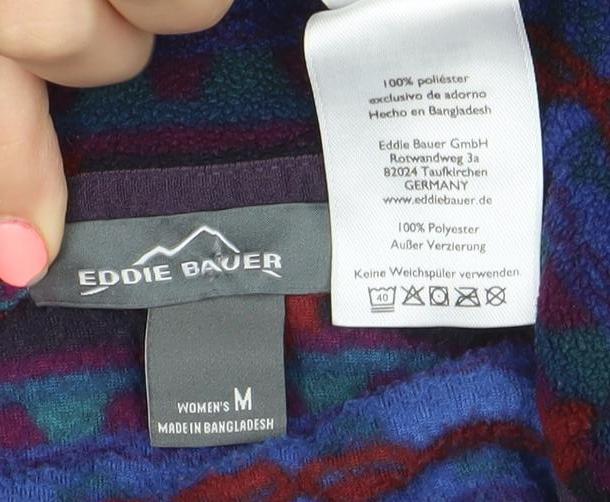 100% poliéster
exclusivo de adorno
Hecho en Bangladesh
Eddie Bauer GmbH
Rotwandweg 3a
82024 Taufkirchen
GERMANY
www.eddiebauer.de
100% Polyester
Außer Verzierung
Keine Weichspüler verwenden
40
EDDIE BAUER
WOMEN'S M
MADE IN BANGLADESH